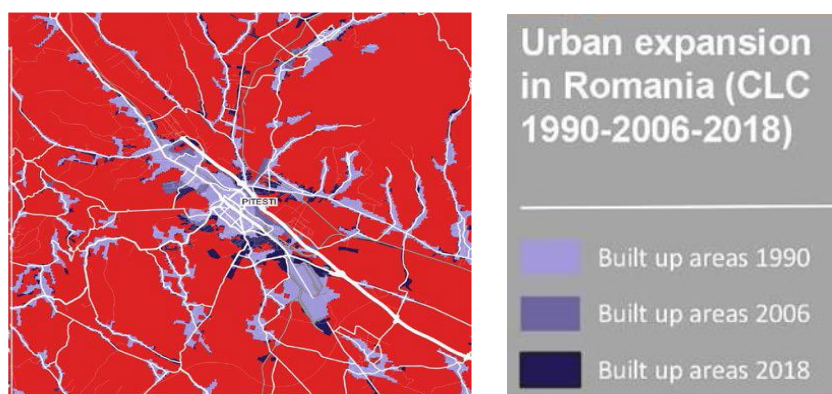 PITESTI
Urban expansion
in Romania (CLC
1990-2006-2018)
Built up areas 1990
Built up areas 2006
Built up areas 2018